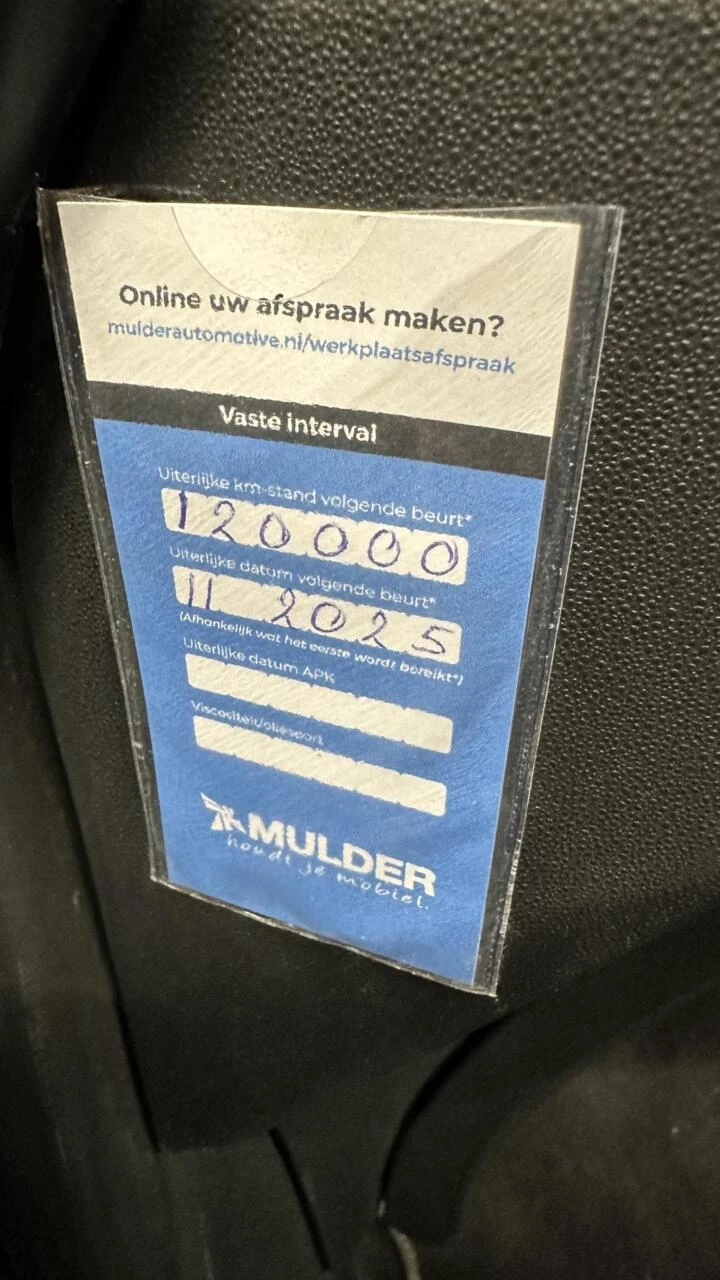 Online uw afspraak maken?
mulderautomotive.nl/werkplaatsafspraak
Vaste interval
Uiterlijke km-stand volgende beurt*
120000
Uiterlijke datum volgende beurt*
11 2025
(Afhankelijk wat het eerste wordt bereikt*)
Uiterlijke datum APK
Viscositeit/oliesoort
MULDER
houdt je mobiel.